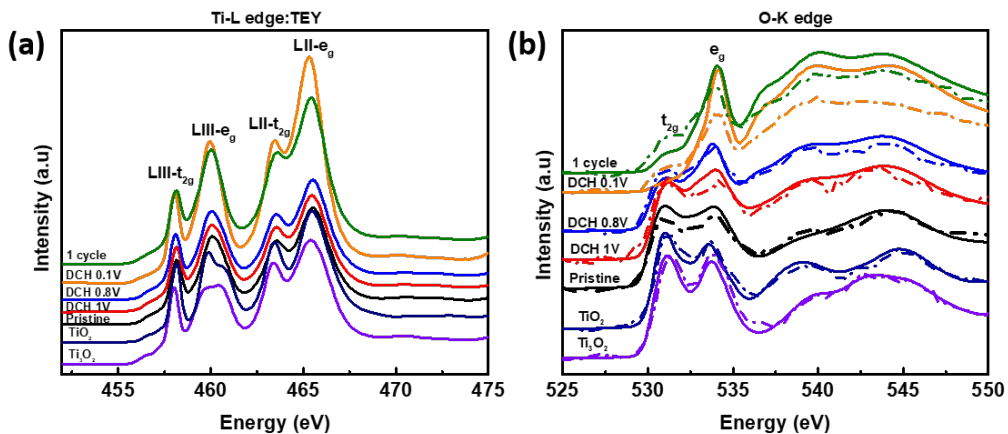 Ti-L edge:TEY
(a)
LII-eg
LIII-eg
LII-t2g
LIII-t2g
1 cycle
DCH 0.1V
DCH 0.8V
DCH 1V
Pristine
TiO2
Ti3O2
Intensity (a.u)
455 460 465 470 475
Energy (eV)
O-K edge
(b)
eg
t2g
1 cycle
DCH 0.1V
DCH 0.8V
DCH 1V
Pristine
TiO2
Ti3O2
Intensity (a.u)
525 530 535 540 545 550
Energy (eV)